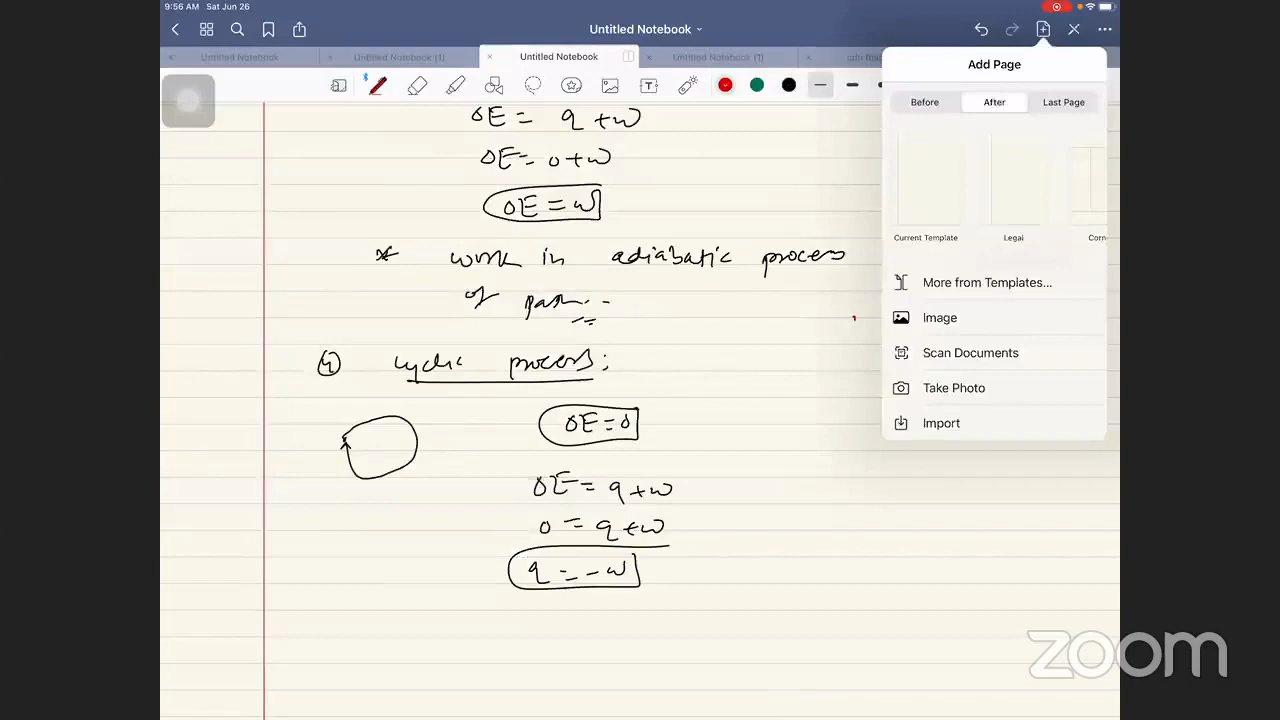 9:56 AM Sat Jun 26
Untitled Notebook
Untitled Notebook
Untitled Notebook (1)
Untitled Notebook
Untitled Notebook (1)
Add Page
Before After Last Page
Current Template Legal Corn
More from Templates...
Image
Scan Documents
Take Photo
Import
ΔE = q + w
ΔE = 0 + w
ΔE = w
* work in adiabatic process
of
(4) cyclic process:
ΔE = 0
ΔE = q + w
0 = q + w
q = - w
zoom